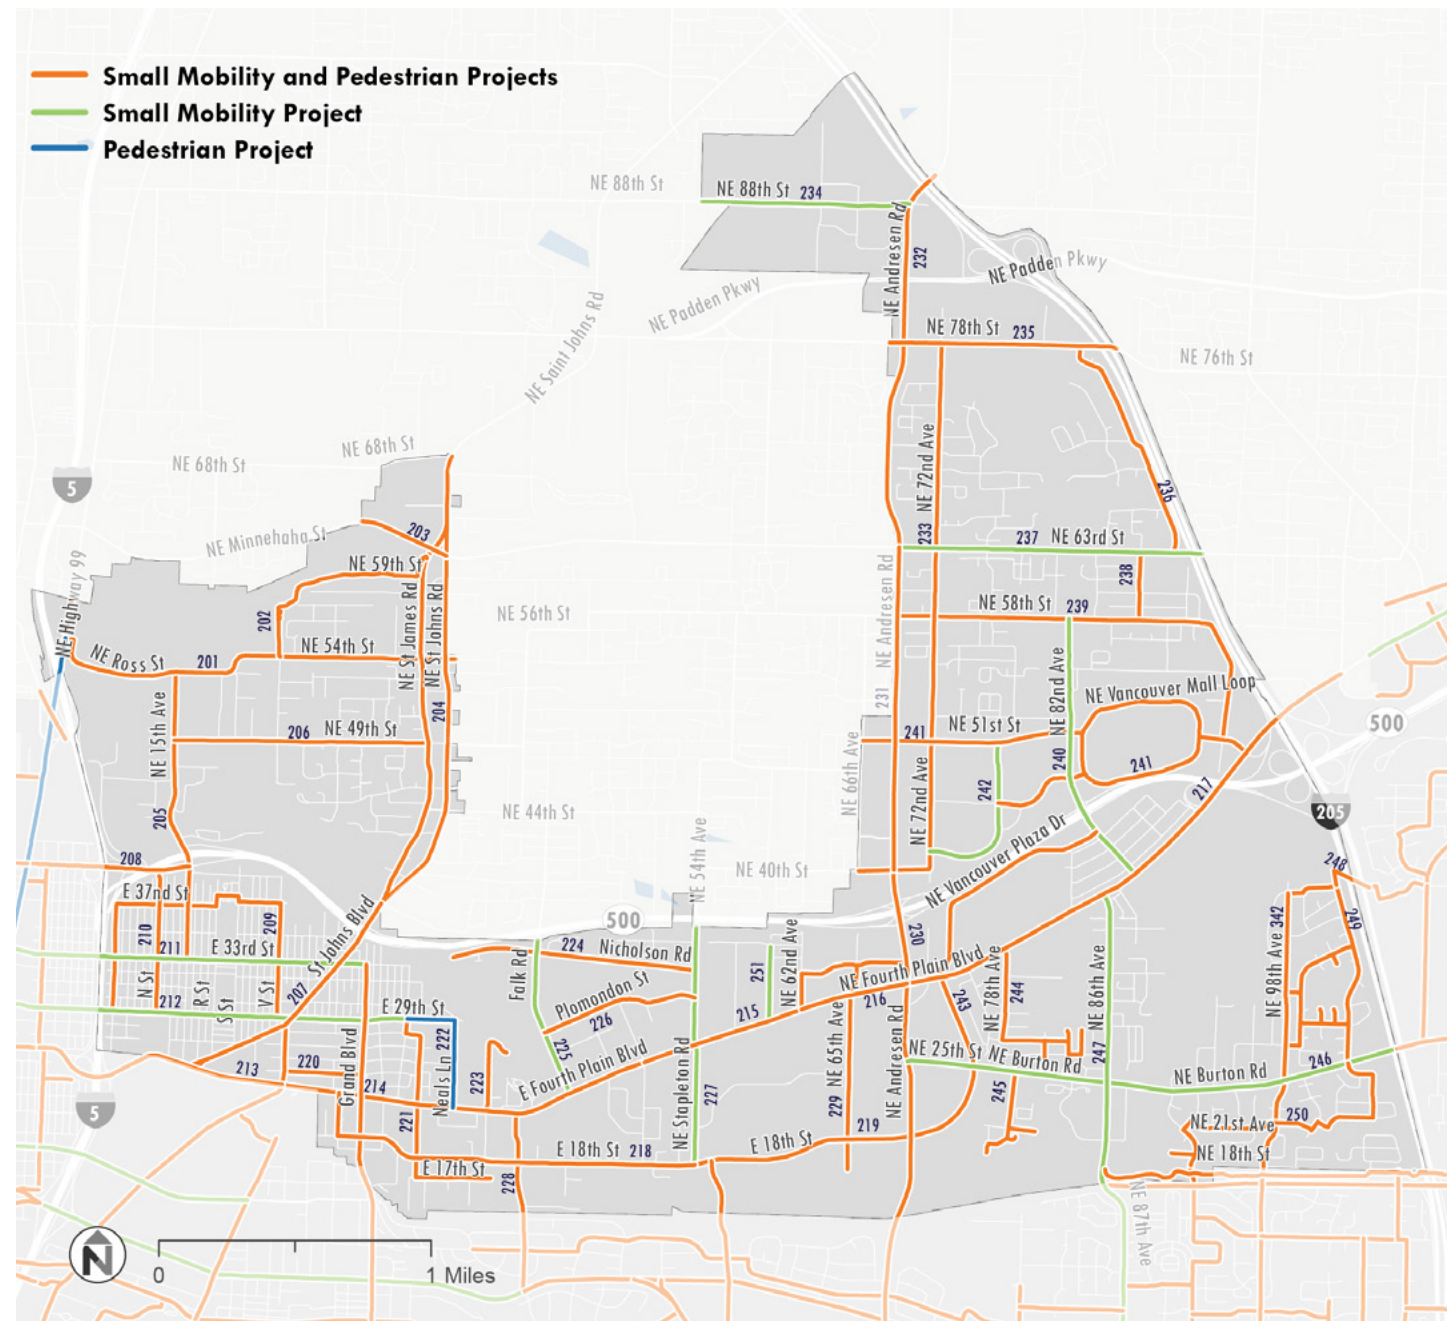 Small Mobility and Pedestrian Projects
Small Mobility Project
Pedestrian Project
NE 88th St
NE 88th St 234
NE Andresen Rd
232
NE Padden Pkwy
NE Padden Pkwy
NE Saint Johns Rd
NE 78th St 235
NE 76th St
NE 68th St
NE 68th St
5
NE 72nd Ave
236
NE Minnehaha St
203
233
237 NE 63rd St
NE Highway 99
NE 59th St
238
202
NE St James Rd
NE St Johns Rd
NE 56th St
NE Andresen Rd
231
NE 58th St 239
NE Ross St 201
NE 54th St
NE 82nd Ave
NE Vancouver Mall Loop
204
NE 15th Ave
206 NE 49th St
NE 66th Ave
241
NE 51st St
500
240
241
217
242
205
NE 44th St
NE 54th Ave
NE 72nd Ave
NE Vancouver Plaza Dr
205
208
NE 40th St
248
E 37nd St
209
210
211
E 33rd St
St Johns Blvd
500
224 Nicholson Rd
Falk Rd
251
NE 62nd Ave
230
NE Fourth Plain Blvd
NE 98th Ave 342
249
N St
212
R St
S St
V St
207
E 29th St
Plomondon St
226
225
215
216
243
NE 78th Ave
244
NE 86th Ave
222
Neals Ln
223
E Fourth Plain Blvd
NE Stapleton Rd
227
NE 65th Ave
229
NE Andresen Rd
NE 25th St NE Burton Rd
247
245
246
NE Burton Rd
213
220
Grand Blvd
214
221
5
219
250
NE 21st Ave
E 18th St 218
E 18th St
E 17th St
228
NE 18th St
NE 87th Ave
N
0
1 Miles